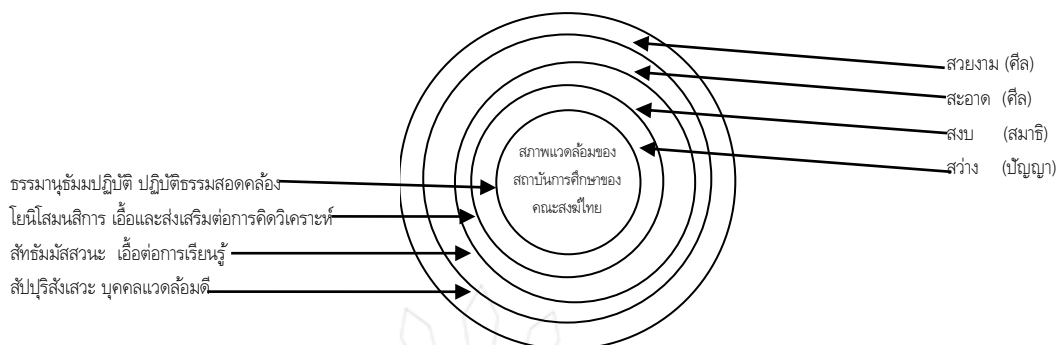 สวยงาม (ศีล)
สะอาด (ศีล)
สงบ (สมาธิ)
สว่าง (ปัญญา)
สภาพแวดล้อมของ
สถาบันการศึกษาของ
คณะสงฆ์ไทย
ธรรมานุธัมมปฏิบัติ ปฏิบัติธรรมสอดคล้อง
โยนิโสมนสิการ เอื้อและส่งเสริมต่อการคิดวิเคราะห์
สัทธัมมัสสวนะ เอื้อต่อการเรียนรู้
สัปปุริสังเสวะ บุคคลแวดล้อมดี